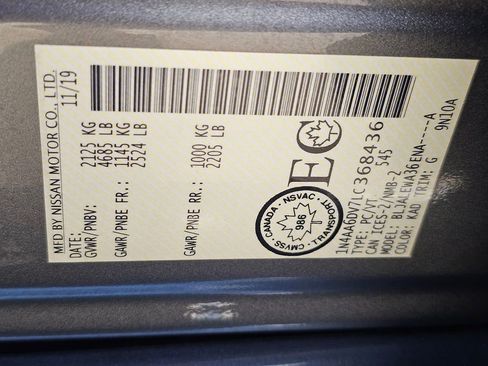 MFD.BY NISSAN MOTOR CO., LTD.
DATE: 11/19
GVWR/PNBV: 2125 KG
4685 LB
GAWR/PNBE FR.: 1145 KG
2524 LB
GAWR/PNBE RR.: 1000 KG
2205 LB
EC
CANADA - NSVAC - TRANSPORT - CMVSS
986
1N4AA6DV7LC368436
TYPE: PC/VT 345
CAN ICES-2/NMB-2
MODEL: BLJALEWA36ENA----A
COLOR: KAD TRIM: G 9N10A